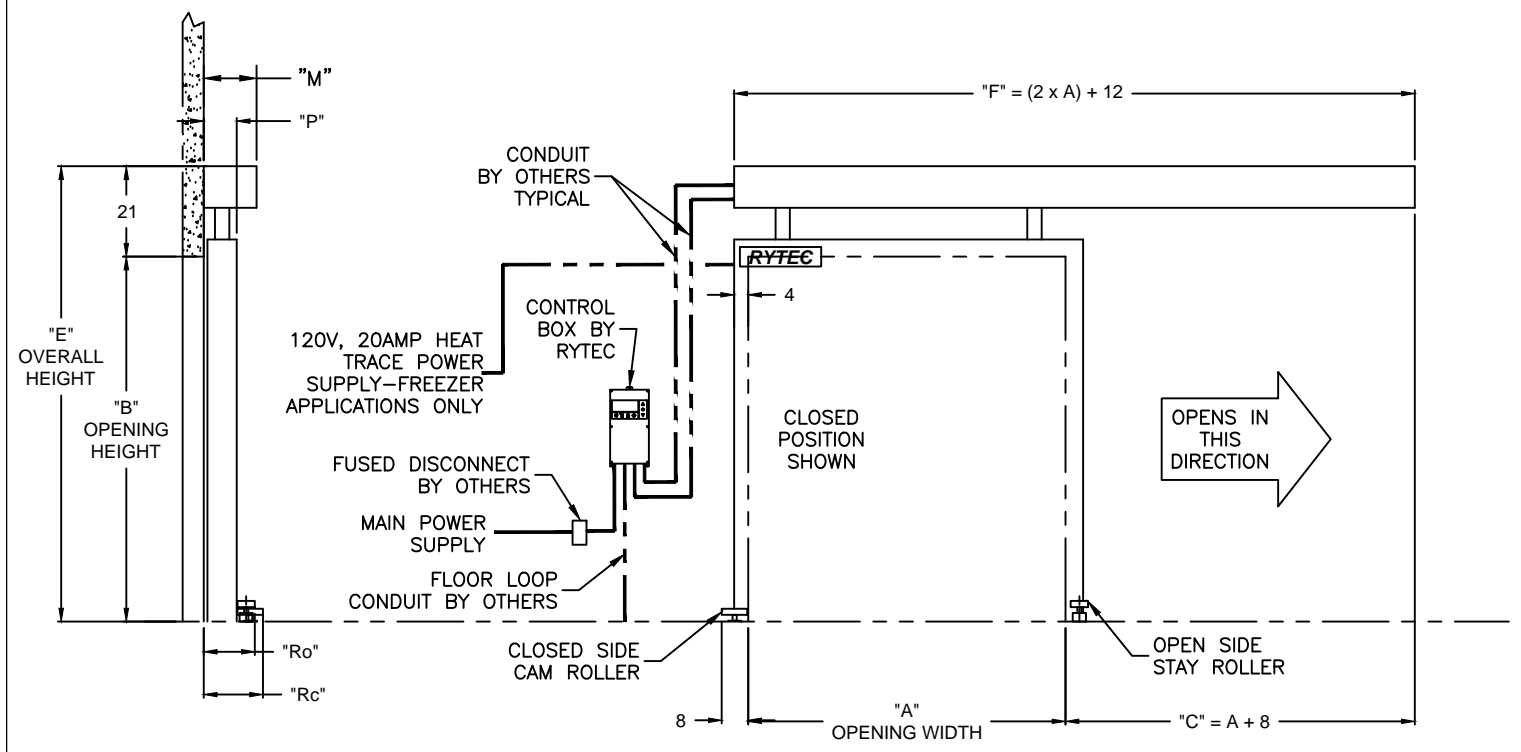 "M"
"P"
"F" = (2 x A) + 12
CONDUIT
BY OTHERS
TYPICAL
21
RYTEC
4
"E"
OVERALL
HEIGHT
"B"
OPENING
HEIGHT
120V, 20AMP HEAT
TRACE POWER
SUPPLY-FREEZER
APPLICATIONS ONLY
CONTROL
BOX BY
RYTEC
CLOSED
POSITION
SHOWN
OPENS IN
THIS
DIRECTION
FUSED DISCONNECT
BY OTHERS
MAIN POWER
SUPPLY
FLOOR LOOP
CONDUIT BY OTHERS
CLOSED SIDE
CAM ROLLER
OPEN SIDE
STAY ROLLER
"Ro"
"Rc"
8
"A"
OPENING WIDTH
"C" = A + 8